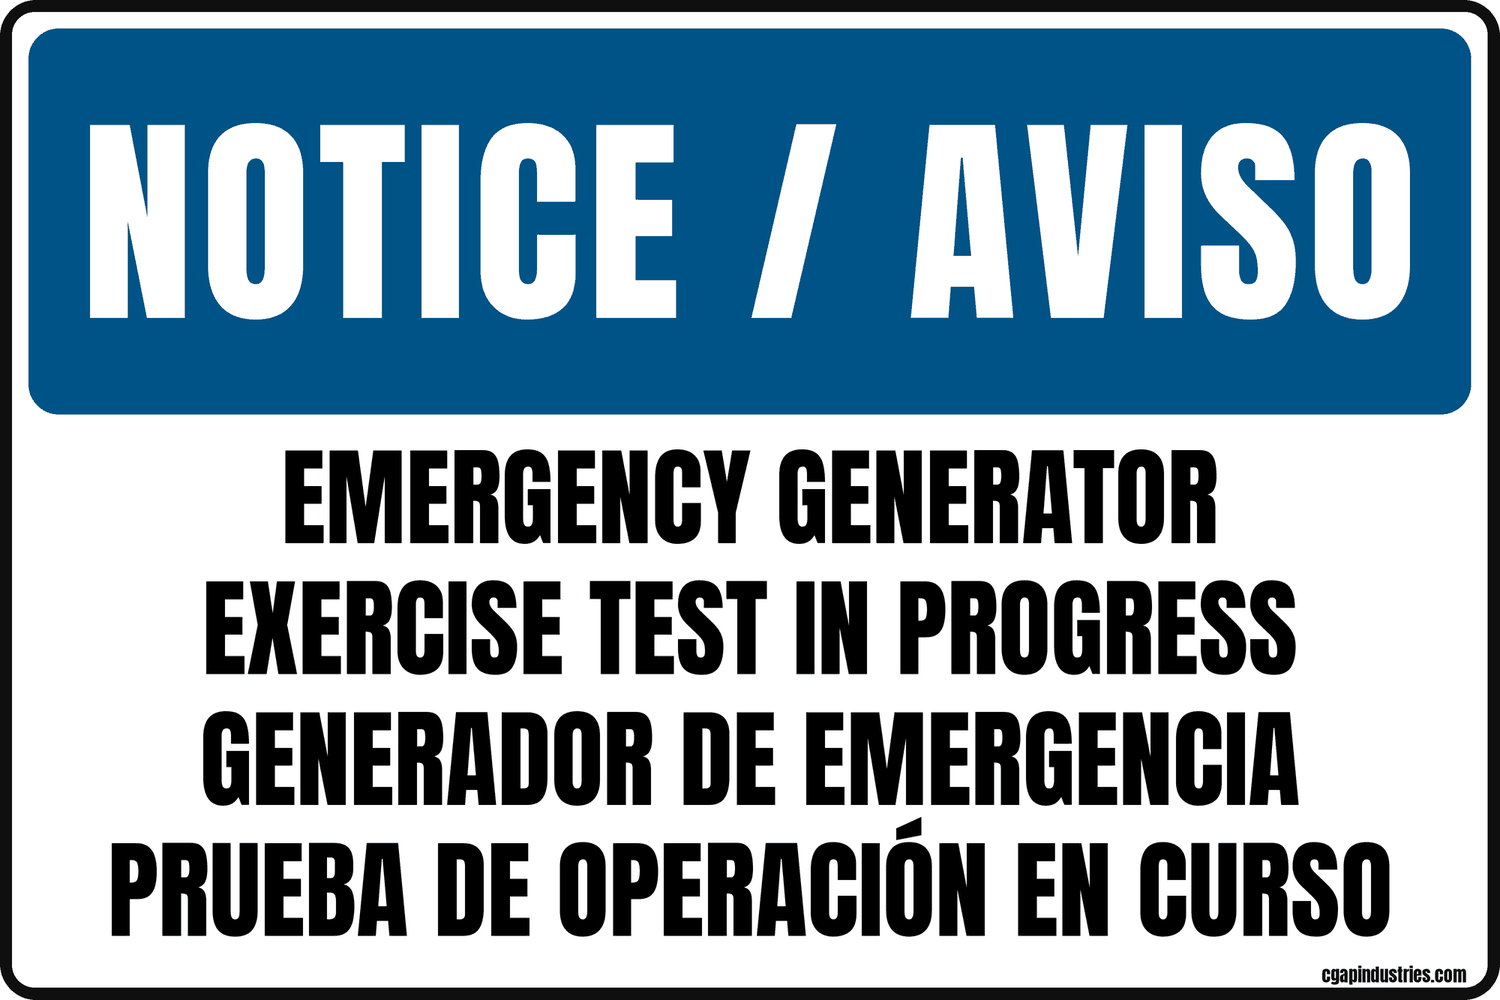 NOTICE / AVISO
EMERGENCY GENERATOR
EXERCISE TEST IN PROGRESS
GENERADOR DE EMERGENCIA
PRUEBA DE OPERACIÓN EN CURSO
cgapindustries.com